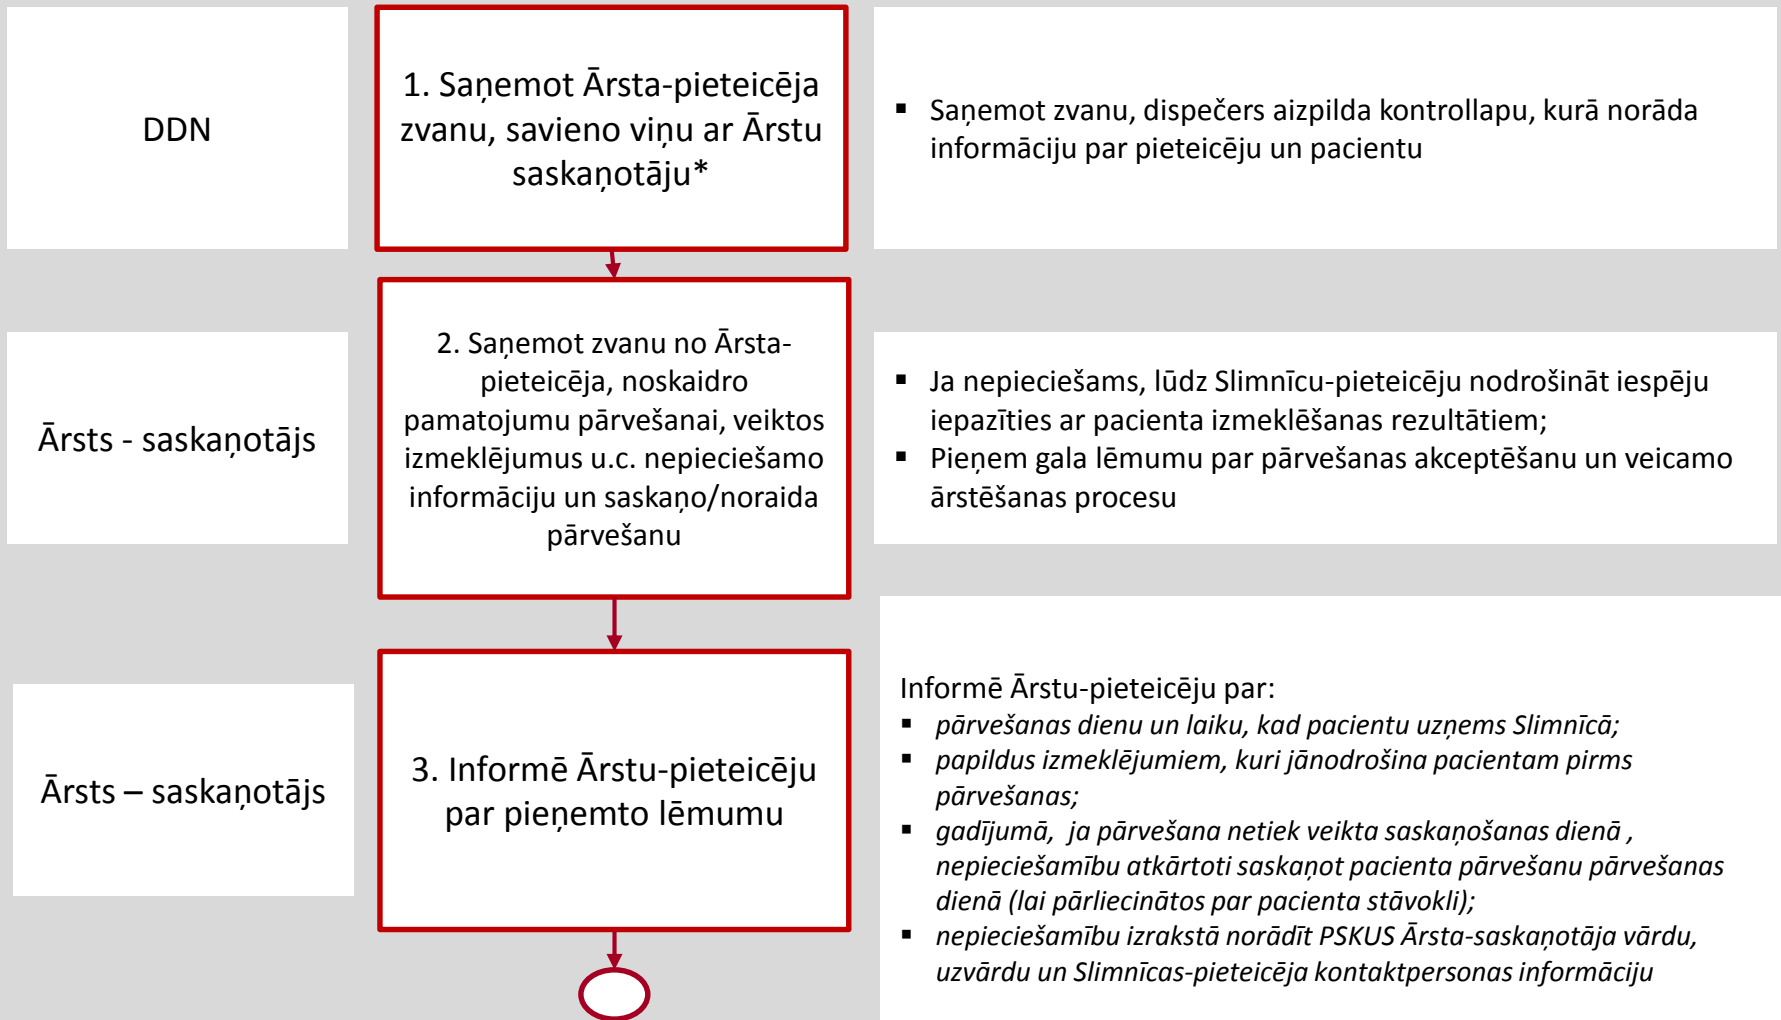 DDN
1. Saņemot Ārsta-pieteicēja
zvanu, savieno viņu ar Ārstu
saskaņotāju*
▪ Saņemot zvanu, dispečers aizpilda kontrollapu, kurā norāda
informāciju par pieteicēju un pacientu
Ārsts - saskaņotājs
2. Saņemot zvanu no Ārsta-
pieteicēja, noskaidro
pamatojumu pārvešanai, veiktos
izmeklējumus u.c. nepieciešamo
informāciju un saskaņo/noraida
pārvešanu
▪ Ja nepieciešams, lūdz Slimnīcu-pieteicēju nodrošināt iespēju
iepazīties ar pacienta izmeklēšanas rezultātiem;
▪ Pieņem gala lēmumu par pārvešanas akceptēšanu un veicamo
ārstēšanas procesu
Ārsts – saskaņotājs
3. Informē Ārstu-pieteicēju
par pieņemto lēmumu
Informē Ārstu-pieteicēju par:
▪ pārvešanas dienu un laiku, kad pacientu uzņems Slimnīcā;
▪ papildus izmeklējumiem, kuri jānodrošina pacientam pirms
pārvešanas;
▪ gadījumā, ja pārvešana netiek veikta saskaņošanas dienā ,
nepieciešamību atkārtoti saskaņot pacienta pārvešanu pārvešanas
dienā (lai pārliecinātos par pacienta stāvokli);
▪ nepieciešamību izrakstā norādīt PSKUS Ārsta-saskaņotāja vārdu,
uzvārdu un Slimnīcas-pieteicēja kontaktpersonas informāciju